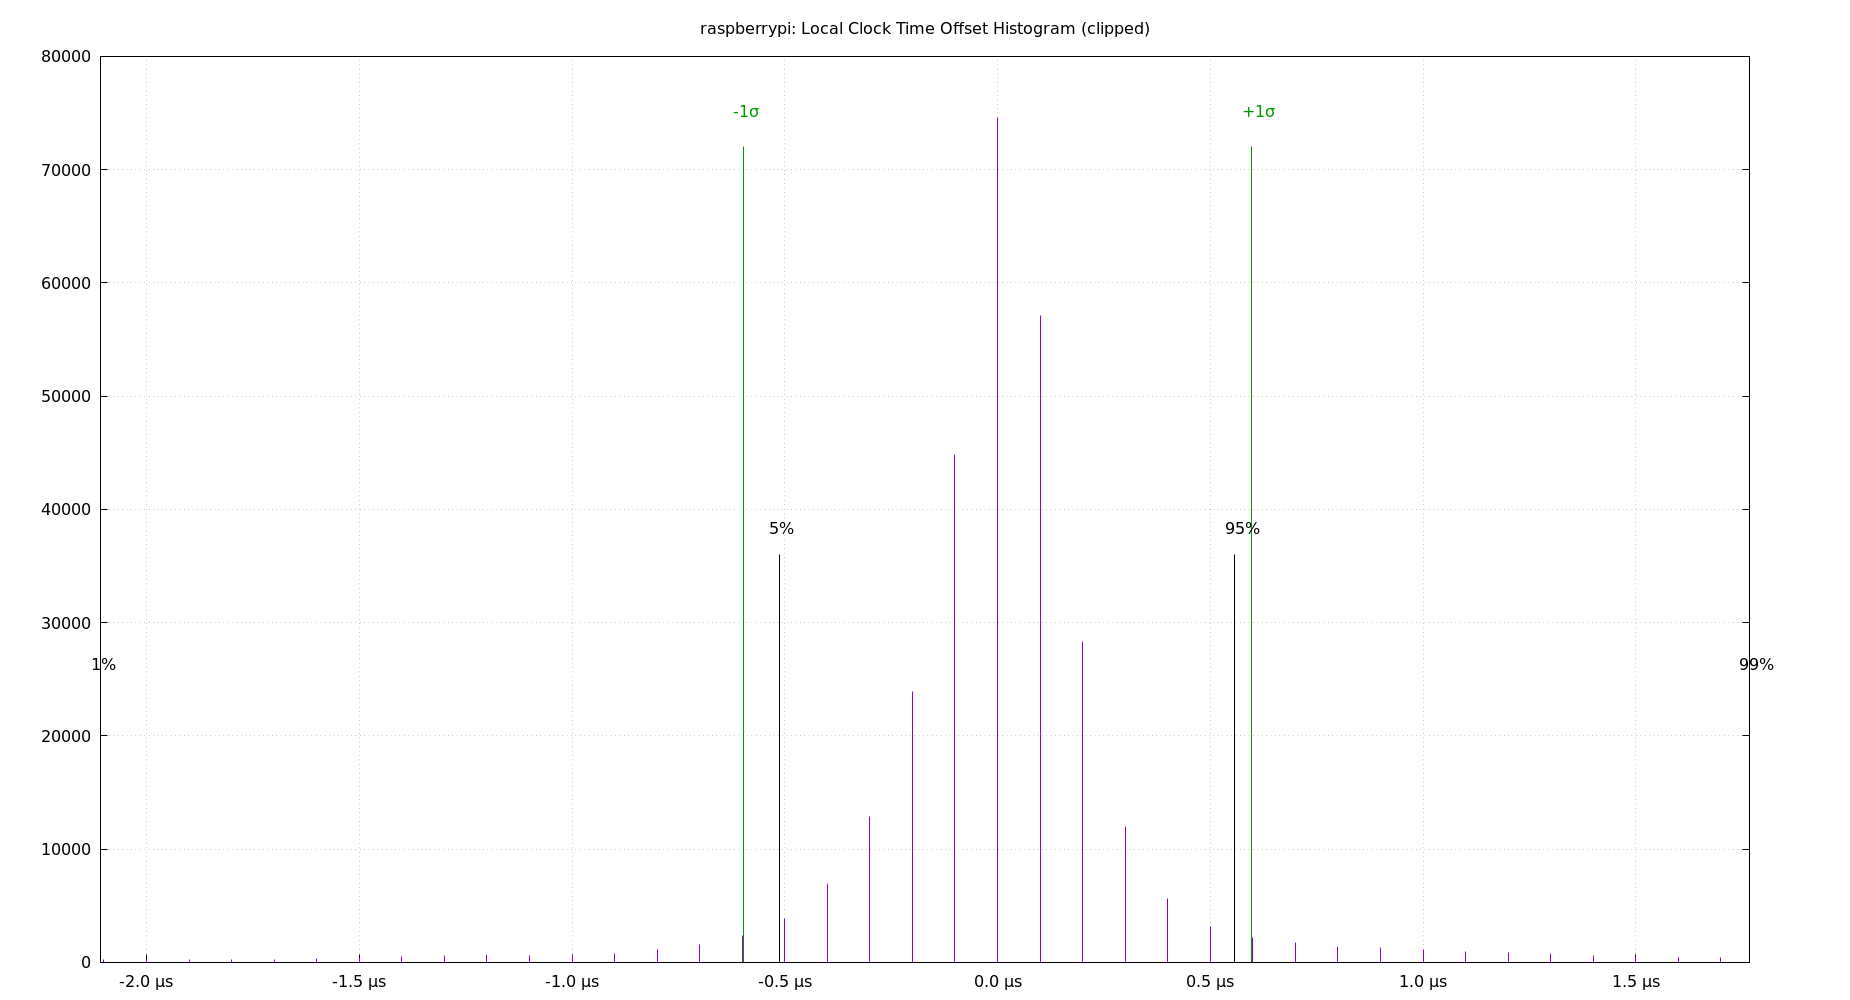 raspberrypi: Local Clock Time Offset Histogram (clipped)
80000
-1σ
+1σ
70000
60000
50000
40000
5%
95%
30000
1%
99%
20000
10000
0
-2.0 µs
-1.5 µs
-1.0 µs
-0.5 µs
0.0 µs
0.5 µs
1.0 µs
1.5 µs